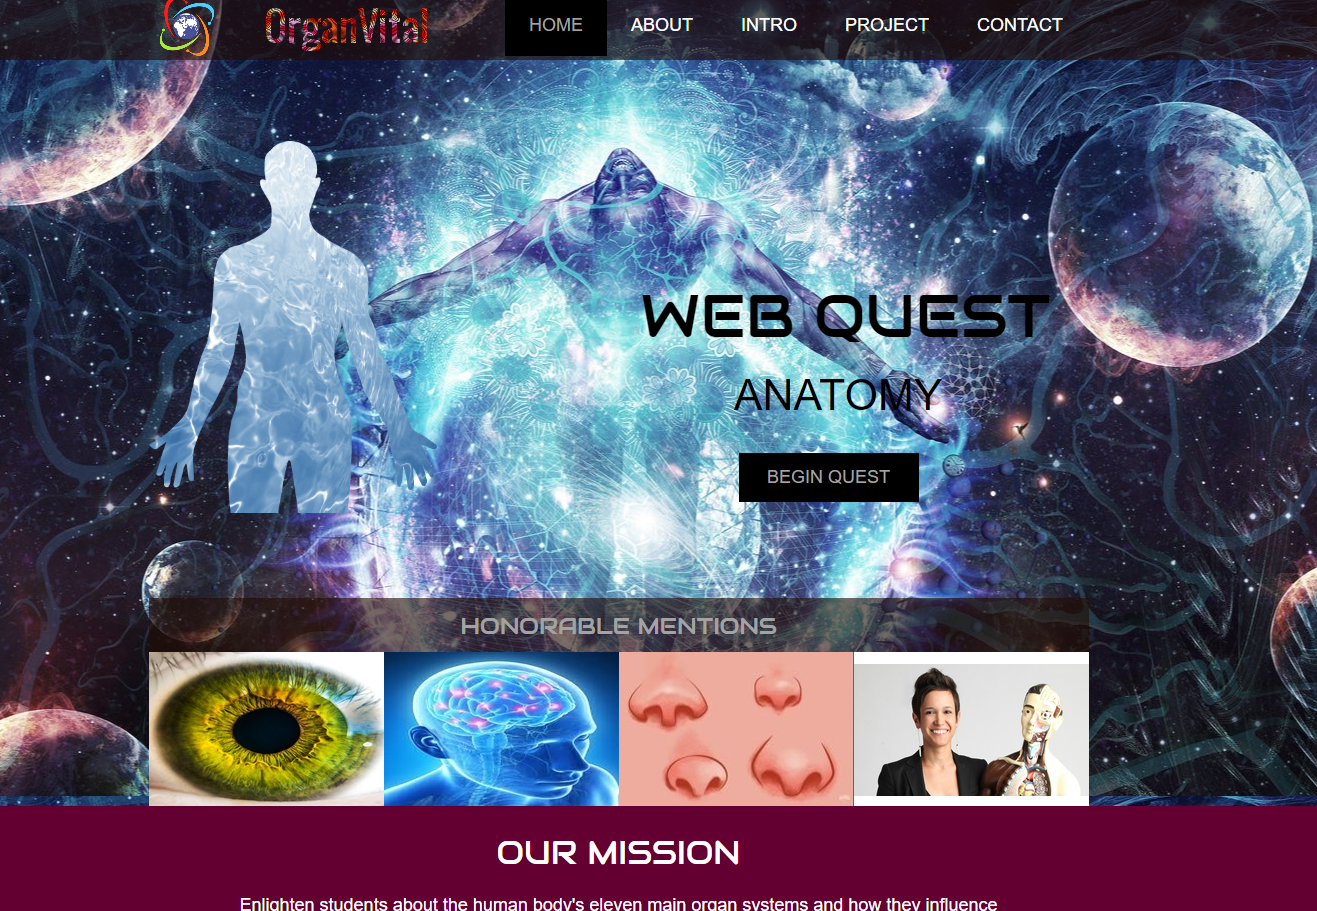 OrganVital HOME ABOUT INTRO PROJECT CONTACT
WEB QUEST
ANATOMY
BEGIN QUEST
HONORABLE MENTIONS
OUR MISSION
Enlighten students about the human body's eleven main organ systems and how they influence